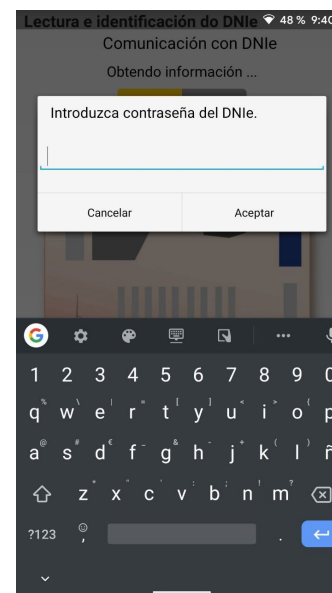 Lectura e identificación do DNIe 48 % 9:40
Comunicación con DNIe
Obtendo información ...
Introduzca contraseña del DNIe.
Cancelar Aceptar
G
1 2 3 4 5 6 7 8 9 0
q w e r t y u i o p
a s d f g h j k l ñ
z x c v b n m
?123 , .